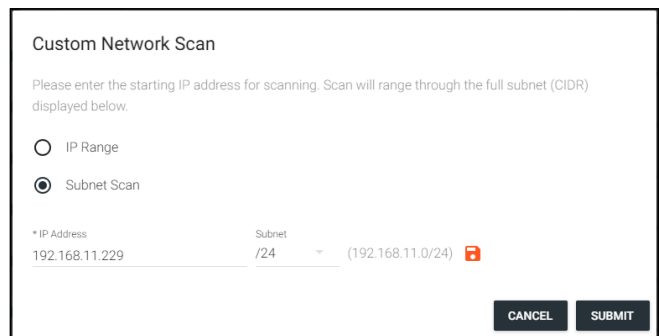 Custom Network Scan
Please enter the starting IP address for scanning. Scan will range through the full subnet (CIDR)
displayed below.
IP Range
Subnet Scan
* IP Address Subnet
192.168.11.229 /24 (192.168.11.0/24)
CANCEL SUBMIT